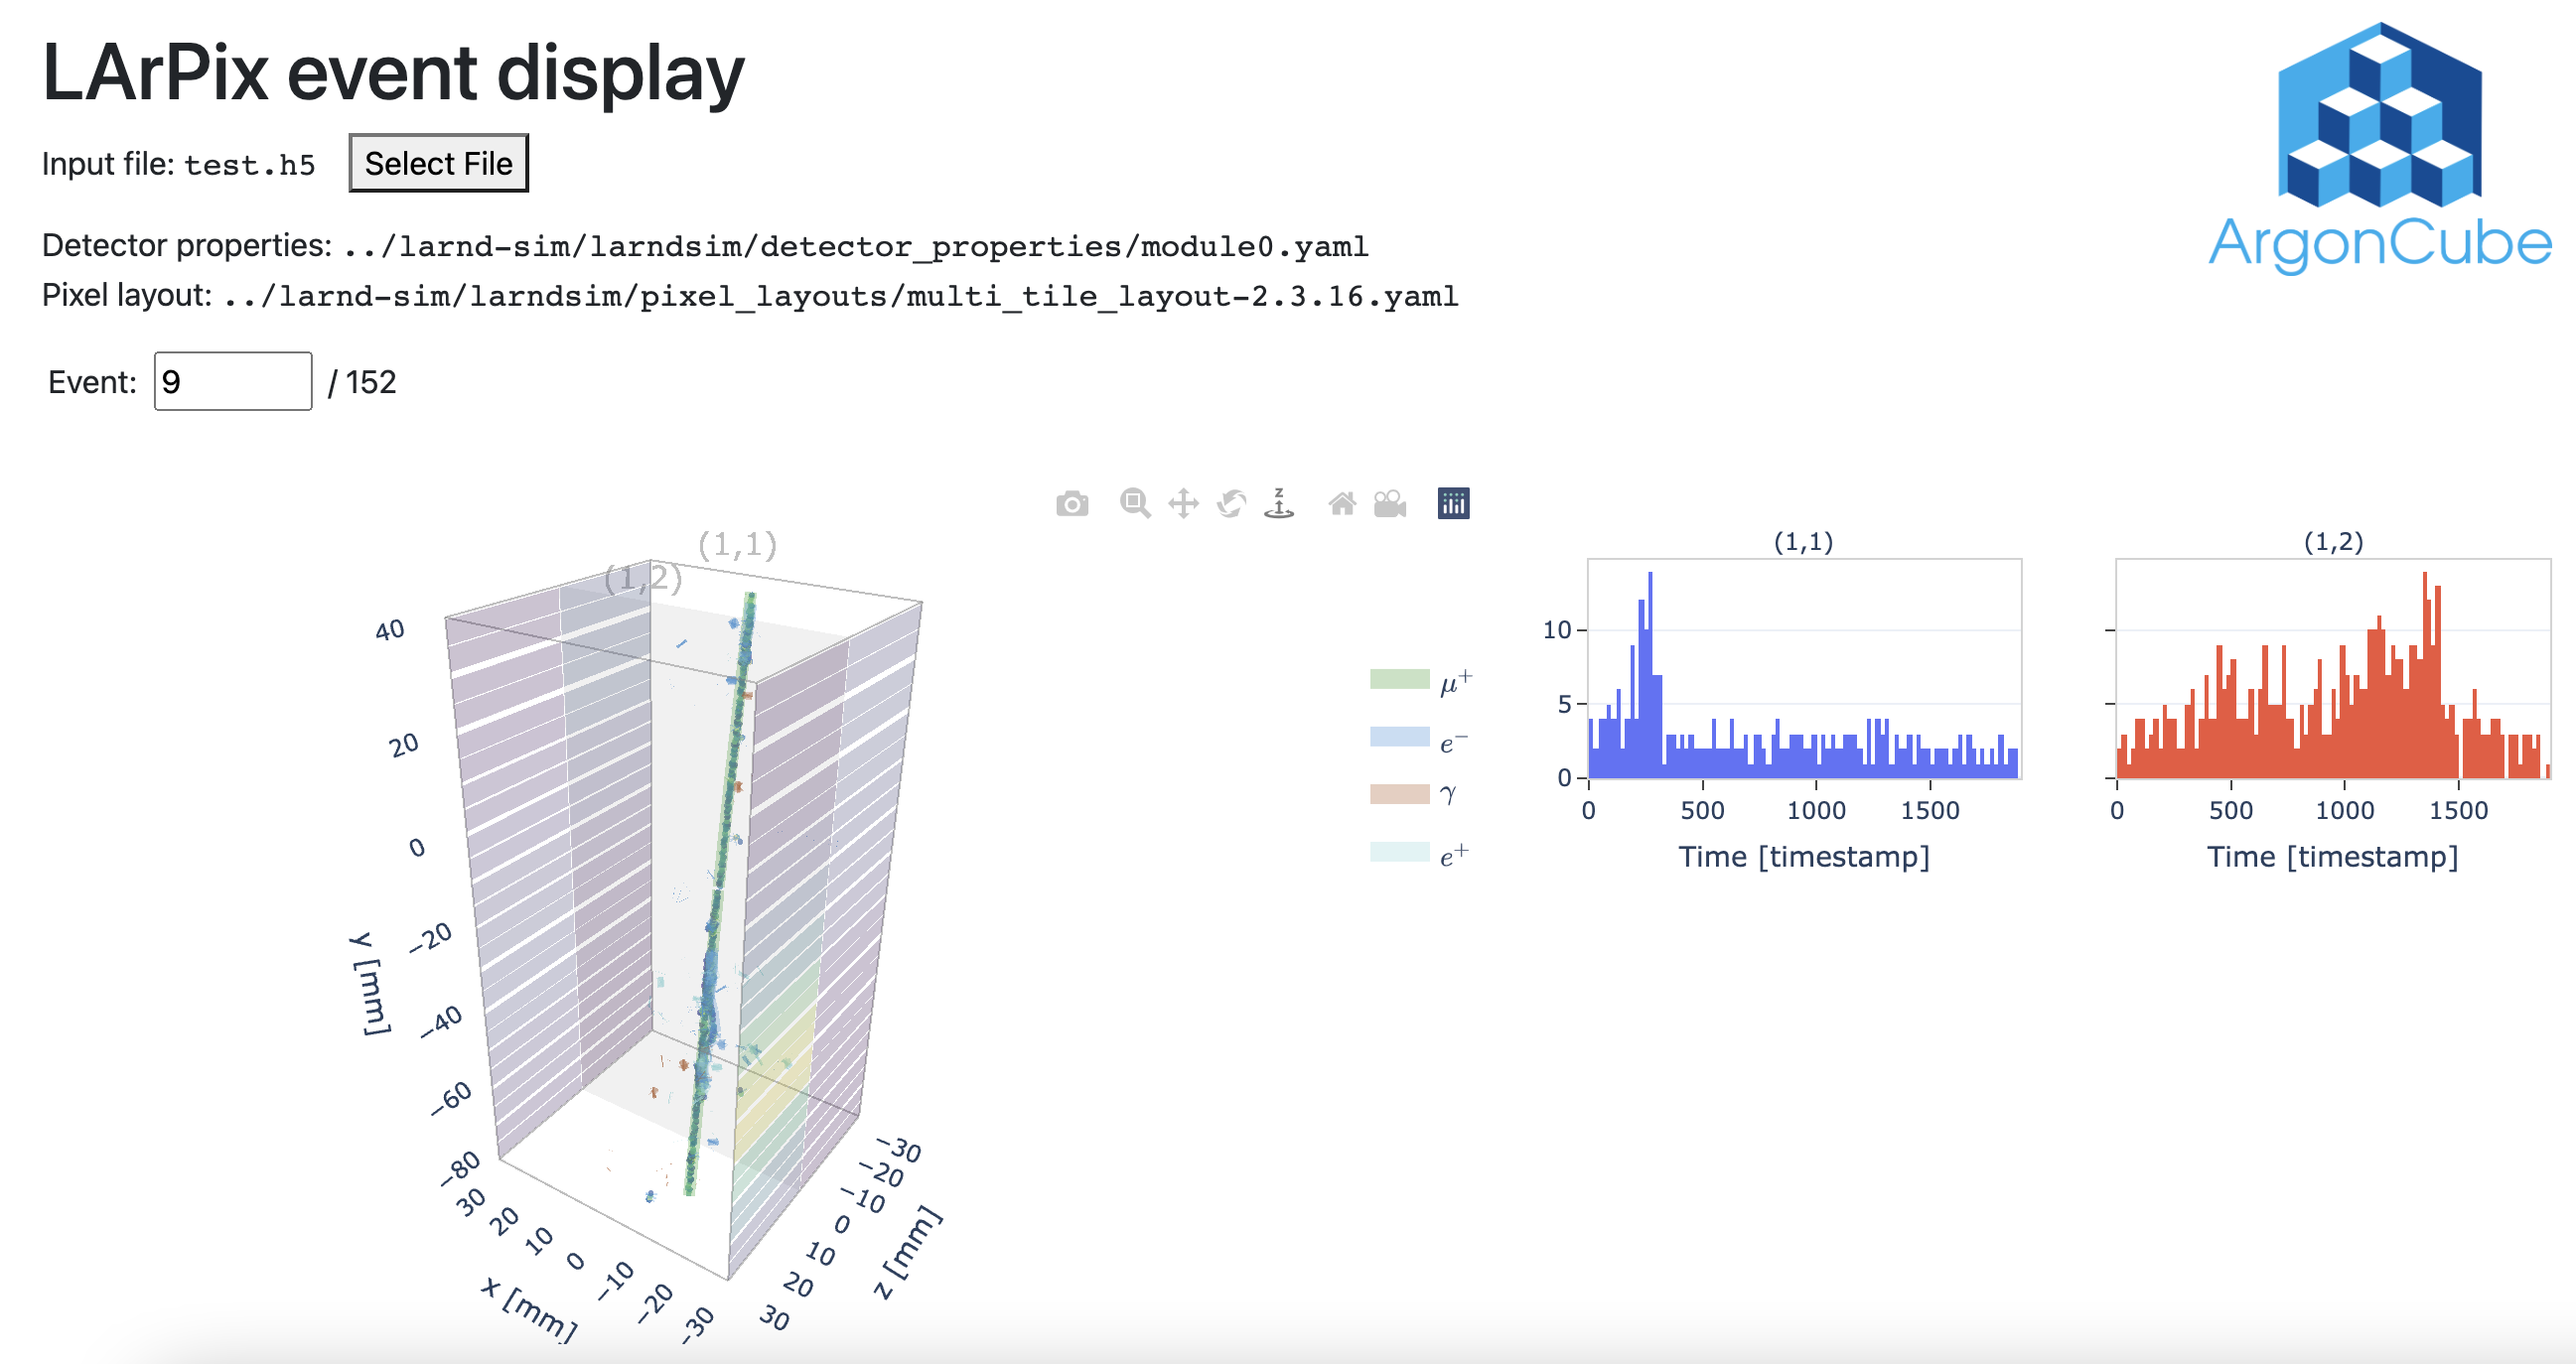 LArPix event display
ArgonCube
Input file: test.h5 Select File
Detector properties: ../larnd-sim/larndsim/detector_properties/module0.yaml
Pixel layout: ../larnd-sim/larndsim/pixel_layouts/multi_tile_layout-2.3.16.yaml
Event: 9 / 152
z
(1,1)
(1,2)
40
20
0
−20
−40
−60
−80
y [mm]
30
20
10
0
−10
−20
−30
x [mm]
−30
−20
−10
0
10
20
30
z [mm]
μ+
e−
γ
e+
(1,1)
10
5
0
0 500 1000 1500
Time [timestamp]
(1,2)
0 500 1000 1500
Time [timestamp]